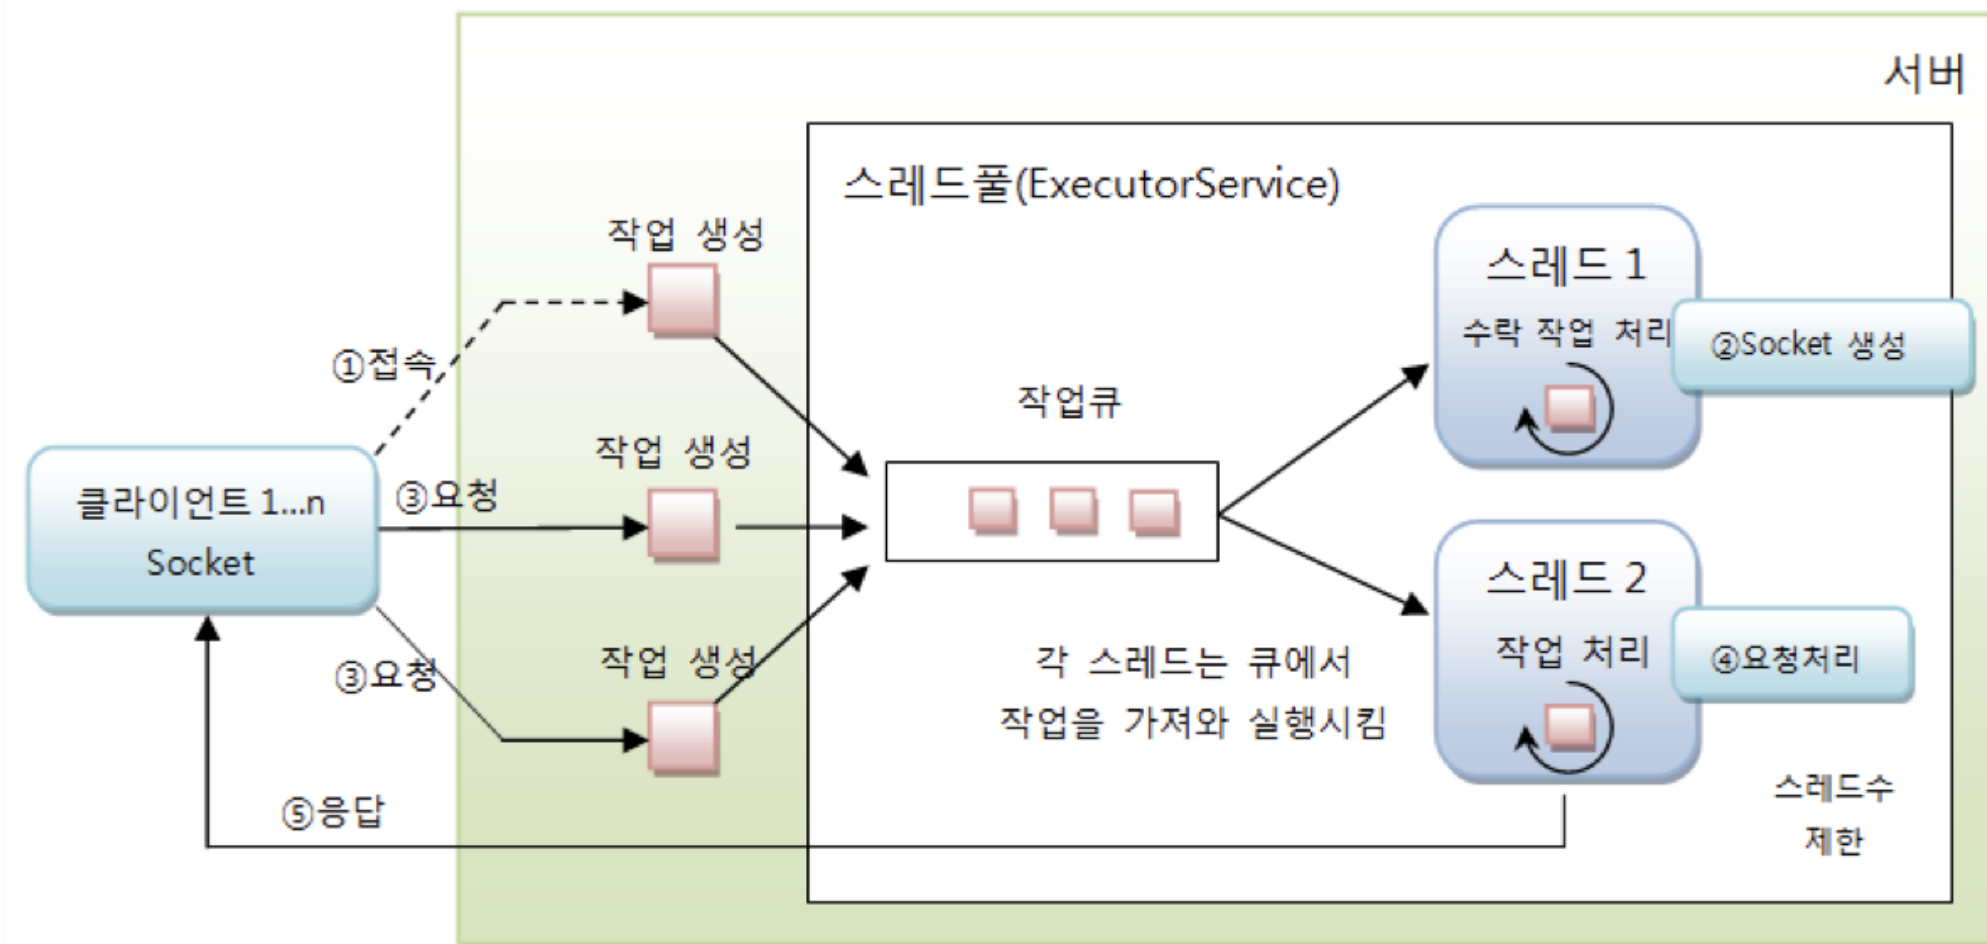 서버
스레드풀(ExecutorService)
작업 생성
스레드 1
수락 작업 처리
②Socket 생성
①접속
작업큐
작업 생성
③요청
클라이언트 1...n
Socket
스레드 2
작업 처리
④요청처리
작업 생성
③요청
각 스레드는 큐에서
작업을 가져와 실행시킴
스레드수
제한
⑤응답